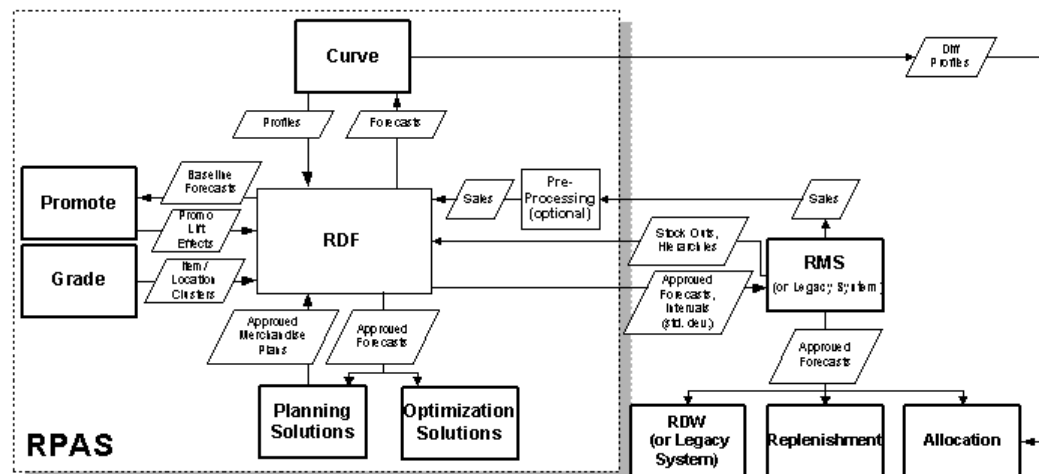 Curve
Diff
Profiles
Profiles
Forecasts
Baseline
Forecasts
Promote
Promo
Lift
Effects
Grade
Item/
Location
Clusters
RDF
Sales
Pre-
Processing
(optional)
Sales
Stock Outs,
Hierarchies
RMS
(or Legacy System)
Approved
Forecasts,
Intervals
(std. dev.)
Approved
Merchandise
Plans
Approved
Forecasts
Approved
Forecasts
Planning
Solutions
Optimization
Solutions
RPAS
RDW
(or Legacy
System)
Replenishment
Allocation